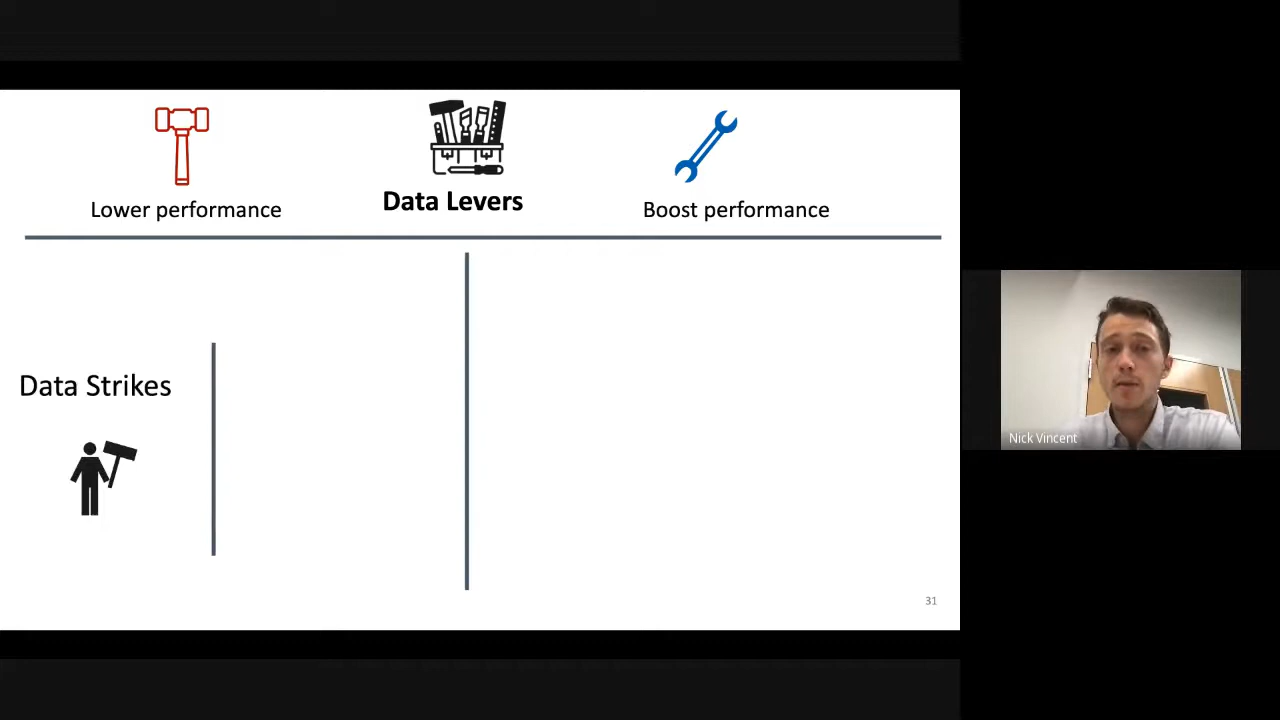 Data Levers
Lower performance
Boost performance
Data Strikes
Nick Vincent
31